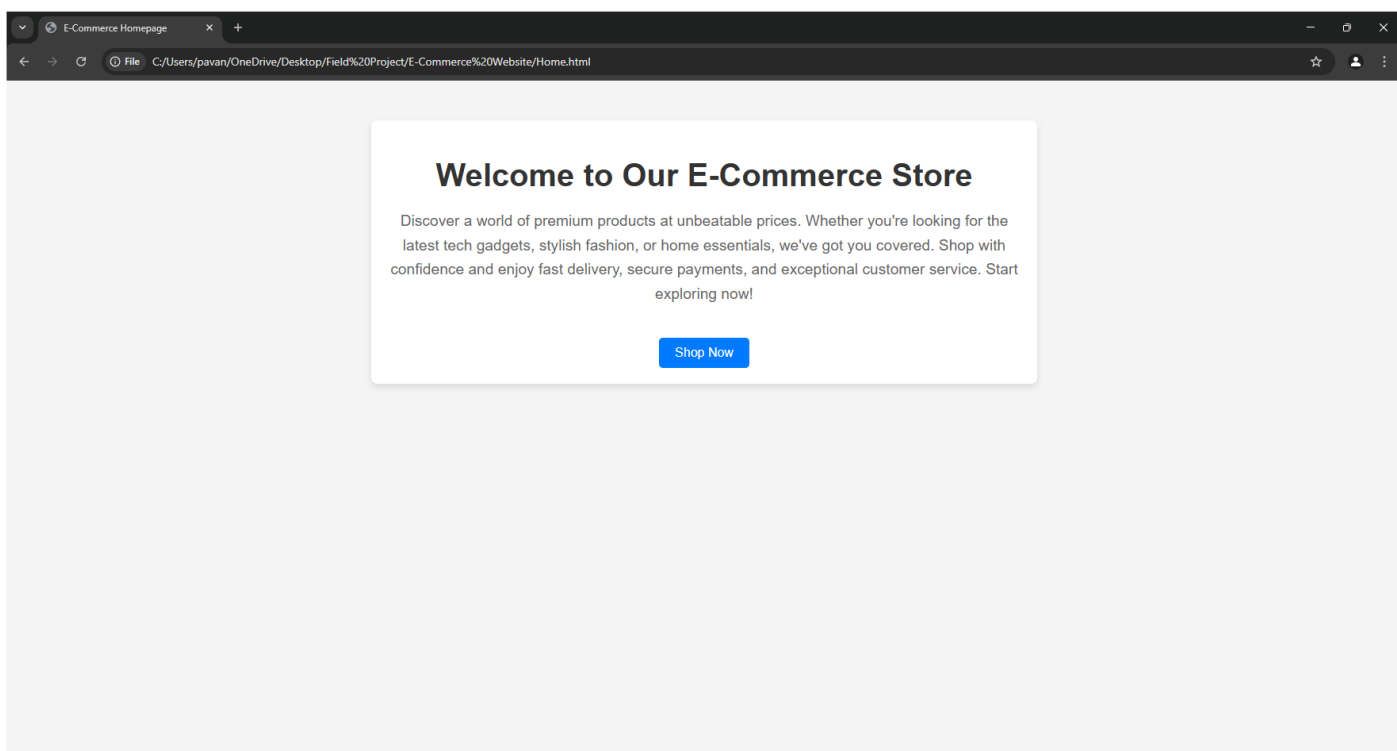 E-Commerce Homepage
File C:/Users/pavan/OneDrive/Desktop/Field%20Project/E-Commerce%20Website/Home.html
Welcome to Our E-Commerce Store
Discover a world of premium products at unbeatable prices. Whether you're looking for the
latest tech gadgets, stylish fashion, or home essentials, we've got you covered. Shop with
confidence and enjoy fast delivery, secure payments, and exceptional customer service. Start
exploring now!
Shop Now